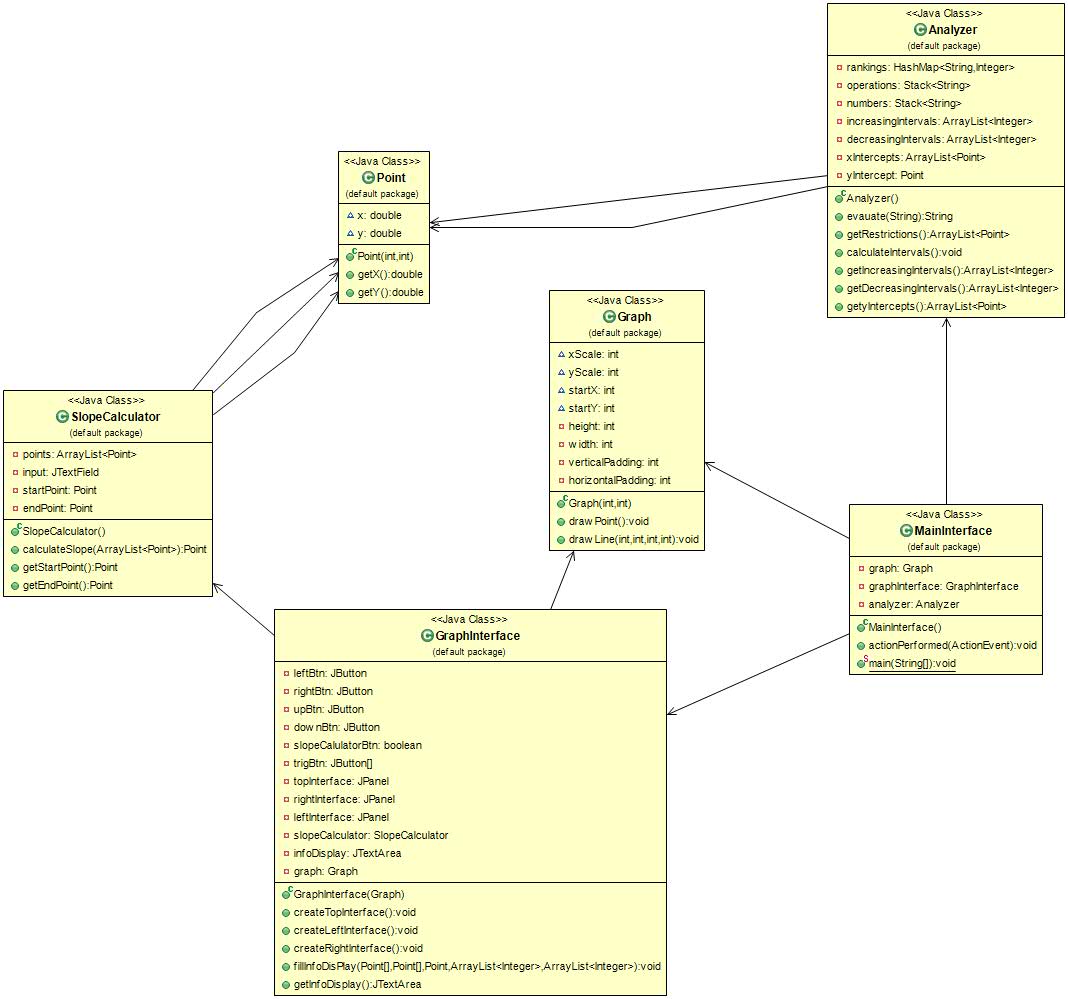 <<Java Class>>
Analyzer
(default package)
rankings: HashMap<String,Integer>
operations: Stack<String>
numbers: Stack<String>
increasingIntervals: ArrayList<Integer>
decreasingIntervals: ArrayList<Integer>
xIntercepts: ArrayList<Point>
yIntercept: Point
Analyzer()
evauate(String):String
getRestrictions():ArrayList<Point>
calculateIntervals():void
getIncreasingIntervals():ArrayList<Integer>
getDecreasingIntervals():ArrayList<Integer>
getyIntercepts():ArrayList<Point>
<<Java Class>>
Point
(default package)
x: double
y: double
Point(int,int)
getX():double
getY():double
<<Java Class>>
Graph
(default package)
xScale: int
yScale: int
startX: int
startY: int
height: int
width: int
verticalPadding: int
horizontalPadding: int
Graph(int,int)
drawPoint():void
drawLine(int,int,int,int):void
<<Java Class>>
SlopeCalculator
(default package)
points: ArrayList<Point>
input: JTextField
startPoint: Point
endPoint: Point
SlopeCalculator()
calculateSlope(ArrayList<Point>):Point
getStartPoint():Point
getEndPoint():Point
<<Java Class>>
MainInterface
(default package)
graph: Graph
graphInterface: GraphInterface
analyzer: Analyzer
MainInterface()
actionPerformed(ActionEvent):void
main(String[]):void
<<Java Class>>
GraphInterface
(default package)
leftBtn: JButton
rightBtn: JButton
upBtn: JButton
downBtn: JButton
slopeCalulatorBtn: boolean
trigBtn: JButton[]
topInterface: JPanel
rightInterface: JPanel
leftInterface: JPanel
slopeCalculator: SlopeCalculator
infoDisplay: JTextArea
graph: Graph
GraphInterface(Graph)
createTopInterface():void
createLeftInterface():void
createRightInterface():void
fillInfoDisPlay(Point[],Point[],Point,ArrayList<Integer>,ArrayList<Integer>):void
getInfoDisplay():JTextArea